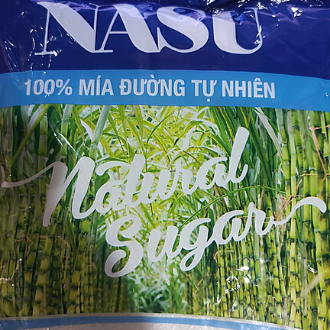 NASU
100% MÍA ĐƯỜNG TỰ NHIÊN
Natural
Sugar